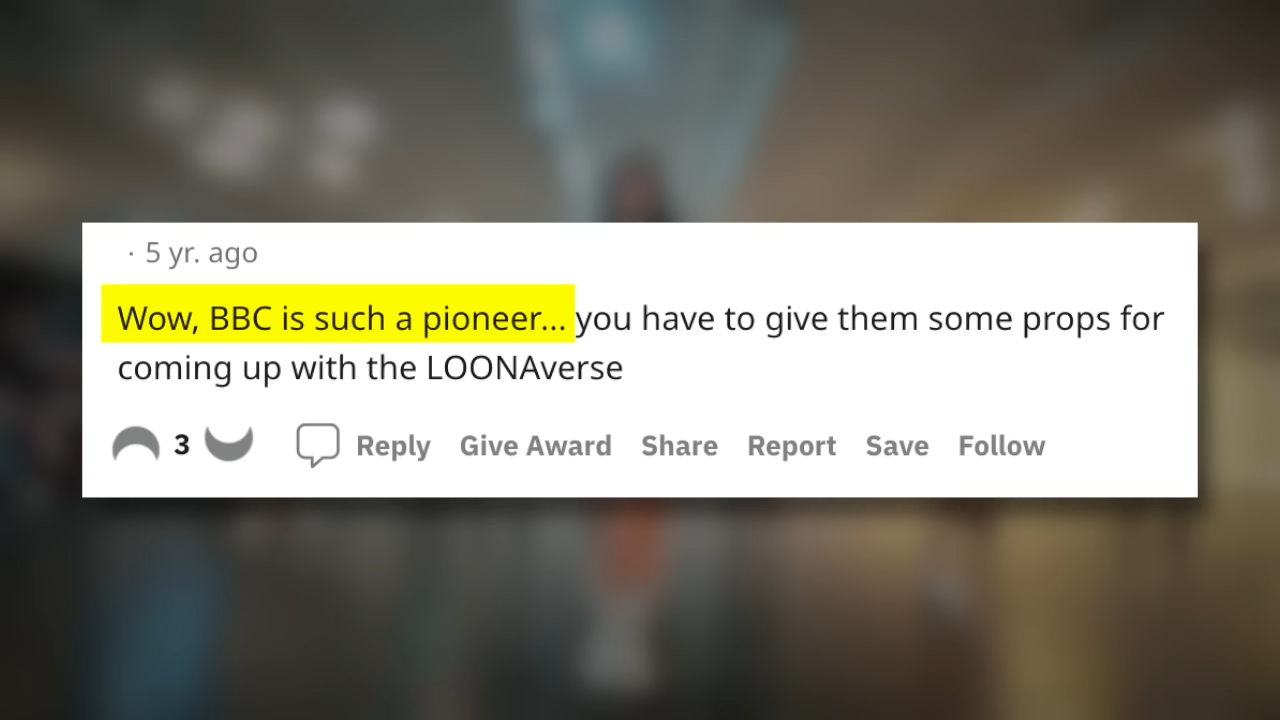 · 5 yr. ago
Wow, BBC is such a pioneer... you have to give them some props for
coming up with the LOONAverse
3 Reply Give Award Share Report Save Follow